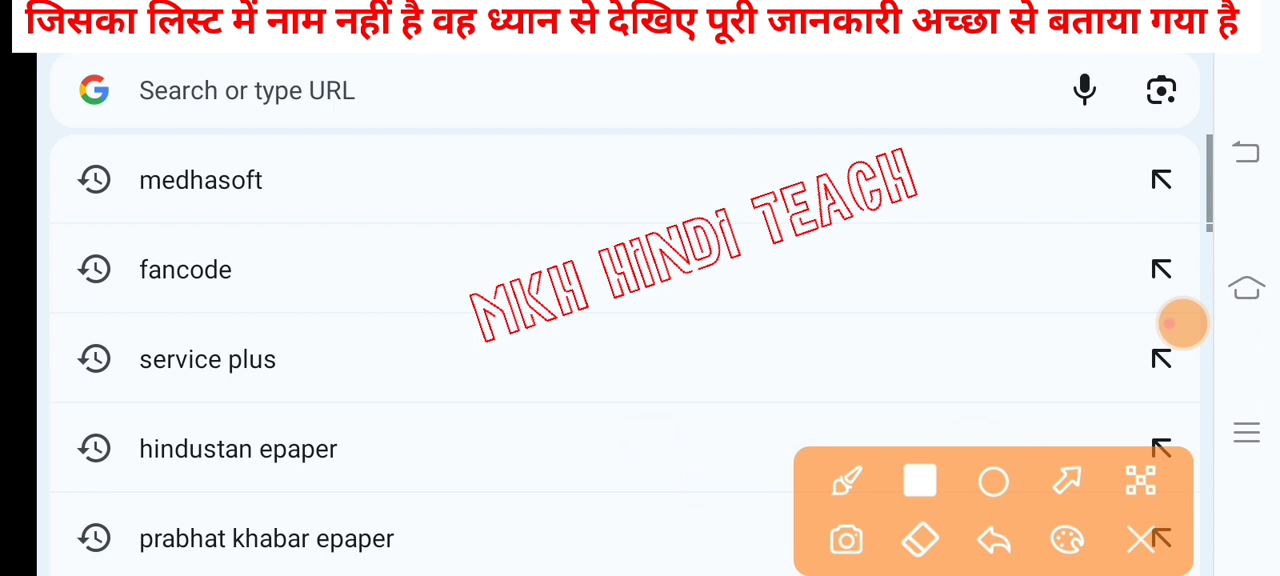 जिसका लिस्ट में नाम नहीं है वह ध्यान से देखिए पूरी जानकारी अच्छा से बताया गया है
Search or type URL
medhasoft
MKH HINDI TEACH
fancode
service plus
hindustan epaper
prabhat khabar epaper